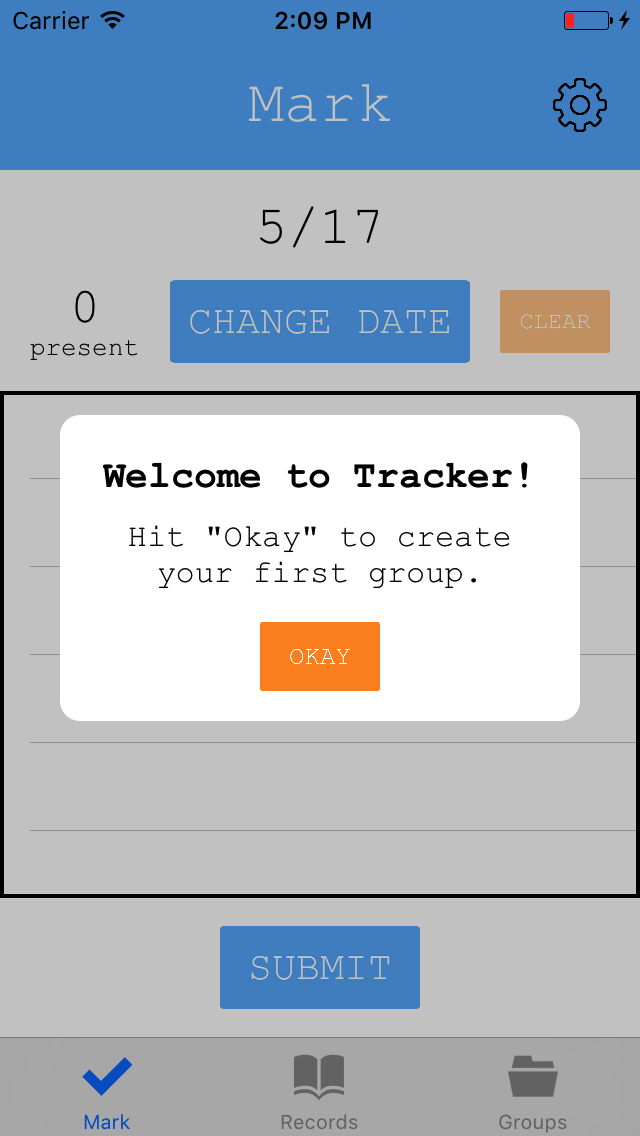 Carrier 2:09 PM
Mark
5/17
0
present
CHANGE DATE
CLEAR
Welcome to Tracker!
Hit "Okay" to create
your first group.
OKAY
SUBMIT
Mark Records Groups